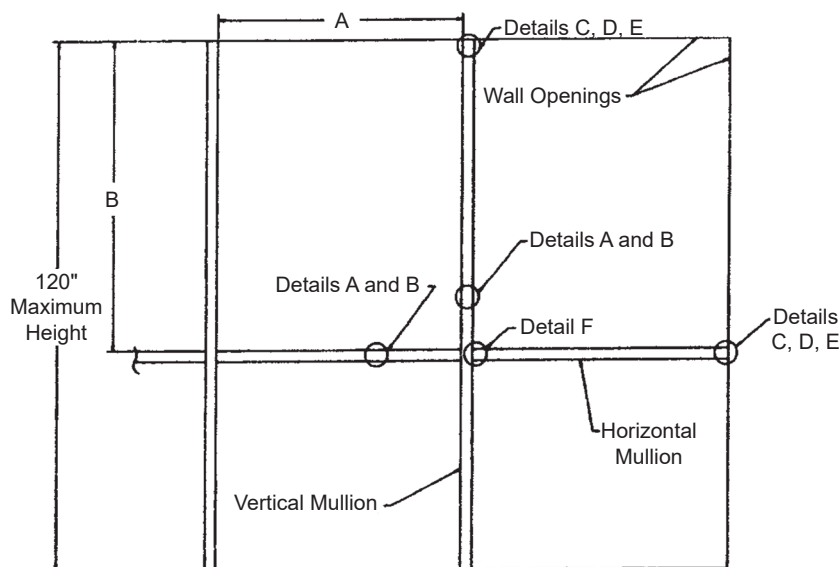 A
Details C, D, E
Wall Openings
B
Details A and B
Details A and B
120"
Maximum
Height
Detail F
Details
C, D, E
Horizontal
Mullion
Vertical Mullion